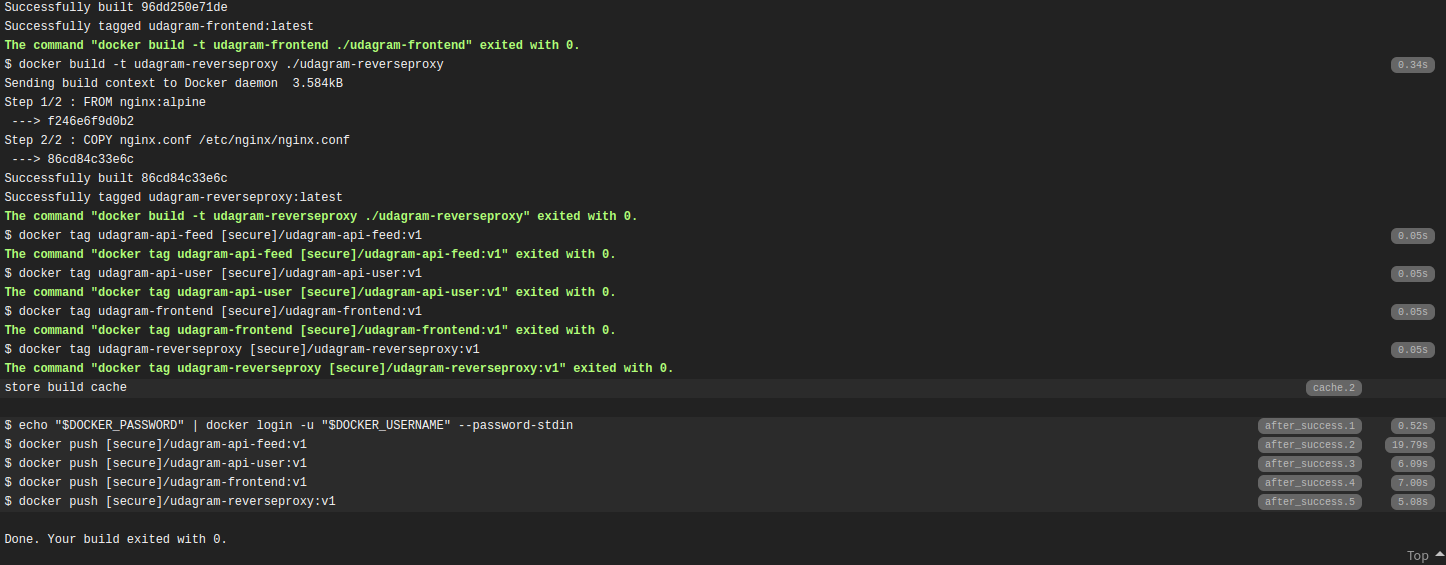 Successfully built 96dd250e71de
Successfully tagged udagram-frontend:latest
The command "docker build -t udagram-frontend ./udagram-frontend" exited with 0.
$ docker build -t udagram-reverseproxy ./udagram-reverseproxy 0.34s
Sending build context to Docker daemon  3.584kB
Step 1/2 : FROM nginx:alpine
 ---> f246e6f9d0b2
Step 2/2 : COPY nginx.conf /etc/nginx/nginx.conf
 ---> 86cd84c33e6c
Successfully built 86cd84c33e6c
Successfully tagged udagram-reverseproxy:latest
The command "docker build -t udagram-reverseproxy ./udagram-reverseproxy" exited with 0.
$ docker tag udagram-api-feed [secure]/udagram-api-feed:v1 0.05s
The command "docker tag udagram-api-feed [secure]/udagram-api-feed:v1" exited with 0.
$ docker tag udagram-api-user [secure]/udagram-api-user:v1 0.05s
The command "docker tag udagram-api-user [secure]/udagram-api-user:v1" exited with 0.
$ docker tag udagram-frontend [secure]/udagram-frontend:v1 0.05s
The command "docker tag udagram-frontend [secure]/udagram-frontend:v1" exited with 0.
$ docker tag udagram-reverseproxy [secure]/udagram-reverseproxy:v1 0.05s
The command "docker tag udagram-reverseproxy [secure]/udagram-reverseproxy:v1" exited with 0.
store build cache cache.2
$ echo "$DOCKER_PASSWORD" | docker login -u "$DOCKER_USERNAME" --password-stdin after_success.1 0.52s
$ docker push [secure]/udagram-api-feed:v1 after_success.2 19.79s
$ docker push [secure]/udagram-api-user:v1 after_success.3 6.09s
$ docker push [secure]/udagram-frontend:v1 after_success.4 7.00s
$ docker push [secure]/udagram-reverseproxy:v1 after_success.5 5.08s
Done. Your build exited with 0.
Top